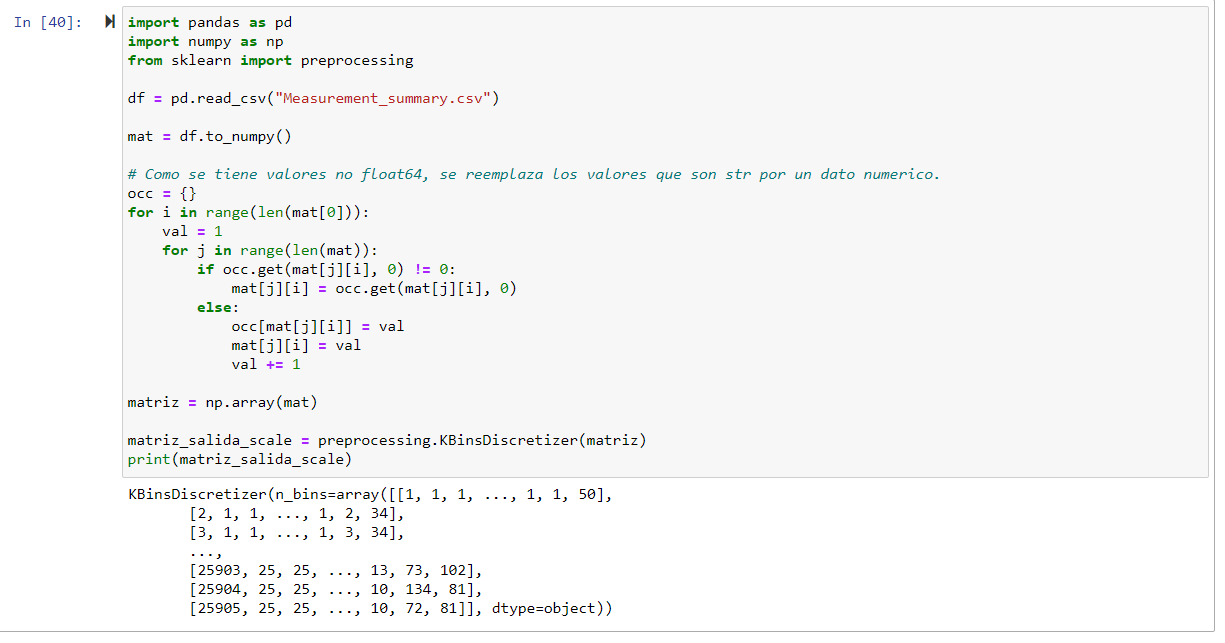 In [40]:
import pandas as pd
import numpy as np
from sklearn import preprocessing
df = pd.read_csv("Measurement_summary.csv")
mat = df.to_numpy()
# Como se tiene valores no float64, se reemplaza los valores que son str por un dato numerico.
occ = {}
for i in range(len(mat[0])):
    val = 1
    for j in range(len(mat)):
        if occ.get(mat[j][i], 0) != 0:
            mat[j][i] = occ.get(mat[j][i], 0)
        else:
            occ[mat[j][i]] = val
            mat[j][i] = val
            val += 1
matriz = np.array(mat)
matriz_salida_scale = preprocessing.KBinsDiscretizer(matriz)
print(matriz_salida_scale)
KBinsDiscretizer(n_bins=array([[1, 1, 1, ..., 1, 1, 50],
       [2, 1, 1, ..., 1, 2, 34],
       [3, 1, 1, ..., 1, 3, 34],
       ...,
       [25903, 25, 25, ..., 13, 73, 102],
       [25904, 25, 25, ..., 10, 134, 81],
       [25905, 25, 25, ..., 10, 72, 81]], dtype=object))